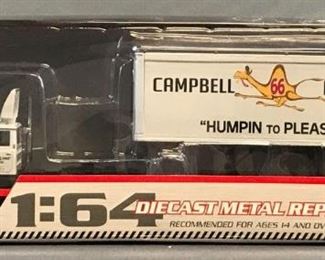 CAMPBELL 66
"HUMPIN to PLEAS
1:64 DIECAST METAL REP
RECOMMENDED FOR AGES 14 AND OV